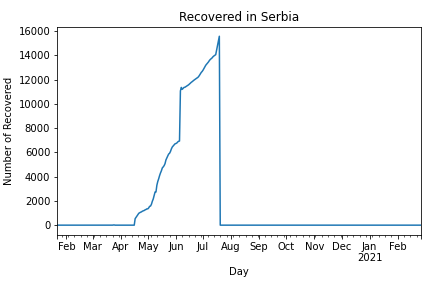 Recovered in Serbia
16000
14000
12000
10000
8000
6000
4000
2000
0
Number of Recovered
Feb Mar Apr May Jun Jul Aug Sep Oct Nov Dec Jan Feb
2021
Day